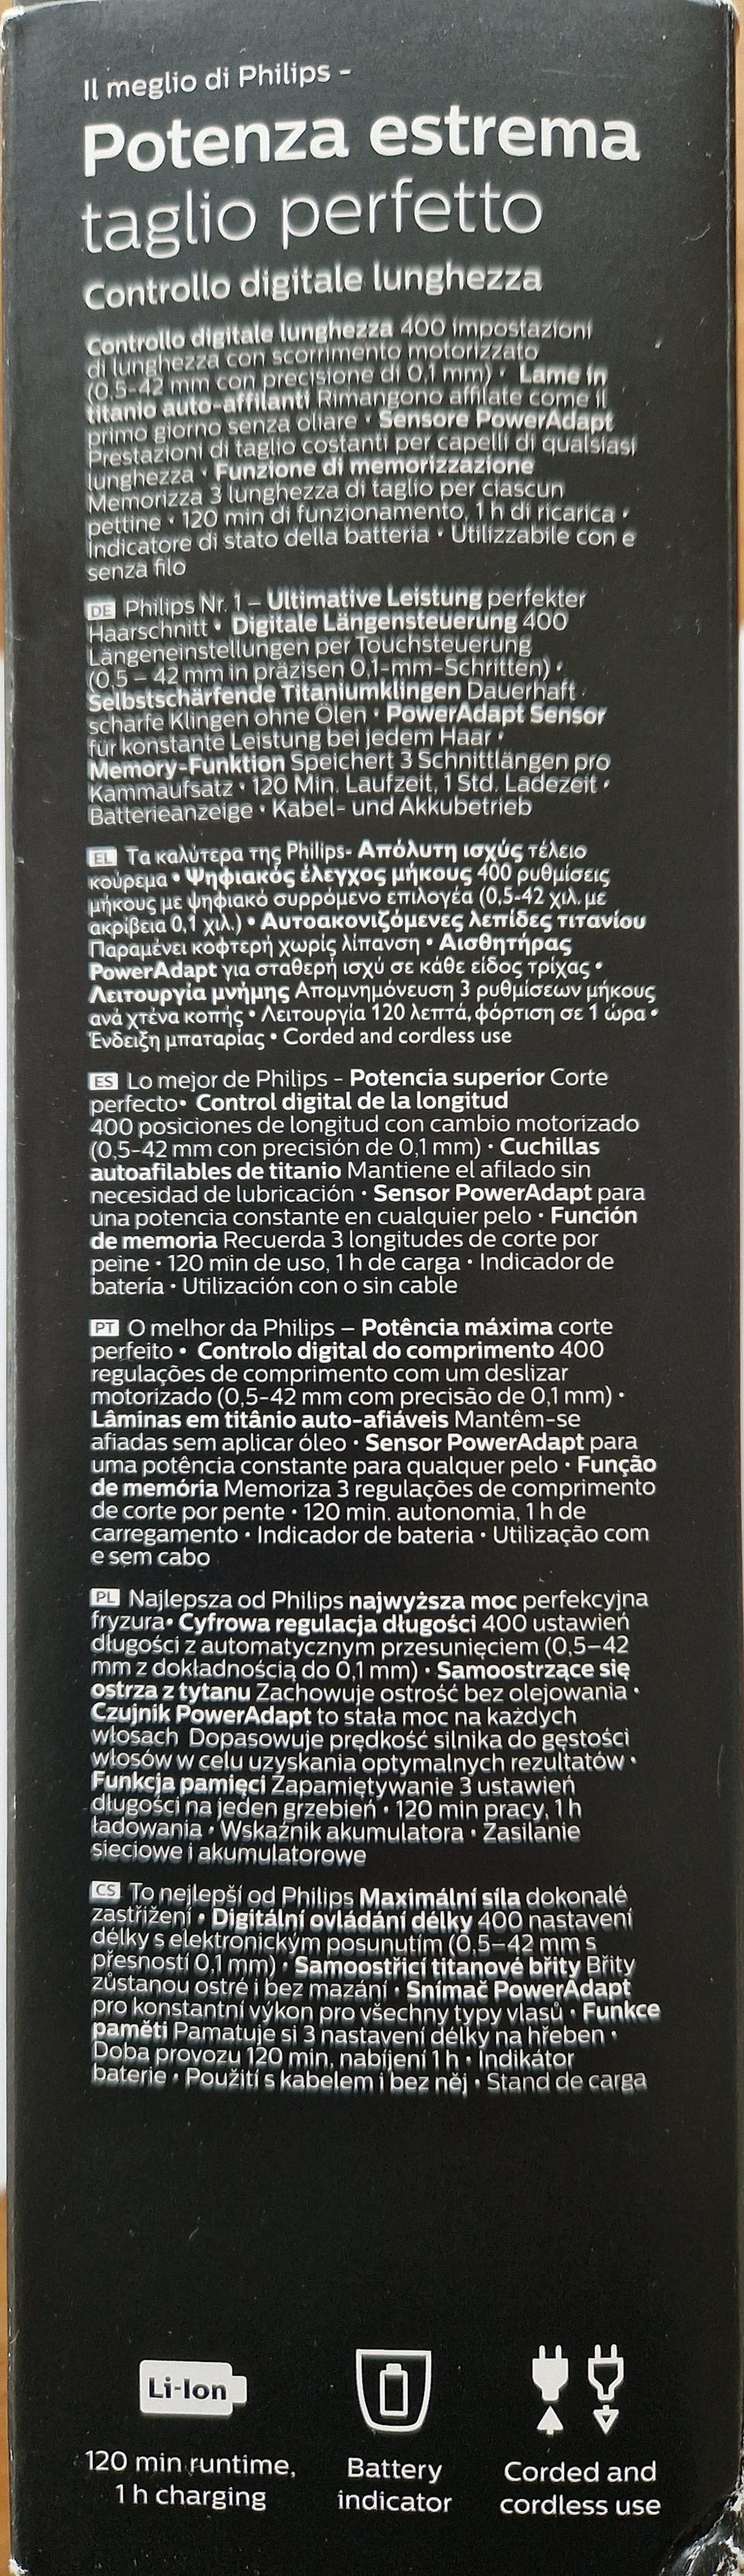 Il meglio di Philips -
Potenza estrema
taglio perfetto
Controllo digitale lunghezza
Controllo digitale lunghezza 400 impostazioni
di lunghezza con scorrimento motorizzato
(0,5-42 mm con precisione di 0,1 mm) • Lame in
titanio auto-affilanti Rimangono affilate come il
primo giorno senza oliare • Sensore PowerAdapt
Prestazioni di taglio costanti per capelli di qualsiasi
lunghezza • Funzione di memorizzazione
Memorizza 3 lunghezza di taglio per ciascun
pettine • 120 min di funzionamento, 1 h di ricarica •
Indicatore di stato della batteria • Utilizzabile con e
senza filo
DE Philips Nr. 1 – Ultimative Leistung perfekter
Haarschnitt • Digitale Längensteuerung 400
Längeneinstellungen per Touchsteuerung
(0,5 – 42 mm in präzisen 0,1-mm-Schritten) •
Selbstschärfende Titaniumklingen Dauerhaft
scharfe Klingen ohne Ölen • PowerAdapt Sensor
für konstante Leistung bei jedem Haar •
Memory-Funktion Speichert 3 Schnittlängen pro
Kammaufsatz • 120 Min. Laufzeit, 1 Std. Ladezeit •
Batterieanzeige • Kabel- und Akkubetrieb
EL Τα καλύτερα της Philips- Απόλυτη ισχύς τέλειο
κούρεμα • Ψηφιακός έλεγχος μήκους 400 ρυθμίσεις
μήκους με ψηφιακό συρρόμενο επιλογέα (0,5-42 χιλ. με
ακρίβεια 0,1 χιλ.) • Αυτοακονιζόμενες λεπίδες τιτανίου
Παραμένει κοφτερή χωρίς λίπανση • Αισθητήρας
PowerAdapt για σταθερή ισχύ σε κάθε είδος τρίχας •
Λειτουργία μνήμης Απομνημόνευση 3 ρυθμίσεων μήκους
ανά χτένα κοπής • Λειτουργία 120 λεπτά, φόρτιση σε 1 ώρα •
Ένδειξη μπαταρίας • Corded and cordless use
ES Lo mejor de Philips - Potencia superior Corte
perfecto• Control digital de la longitud
400 posiciones de longitud con cambio motorizado
(0,5-42 mm con precisión de 0,1 mm) • Cuchillas
autoafilables de titanio Mantiene el afilado sin
necesidad de lubricación • Sensor PowerAdapt para
una potencia constante en cualquier pelo • Función
de memoria Recuerda 3 longitudes de corte por
peine • 120 min de uso, 1 h de carga • Indicador de
batería • Utilización con o sin cable
PT O melhor da Philips – Potência máxima corte
perfeito • Controlo digital do comprimento 400
regulações de comprimento com um deslizar
motorizado (0,5-42 mm com precisão de 0,1 mm) •
Lâminas em titânio auto-afiáveis Mantêm-se
afiadas sem aplicar óleo • Sensor PowerAdapt para
uma potência constante para qualquer pelo • Função
de memória Memoriza 3 regulações de comprimento
de corte por pente • 120 min. autonomia, 1 h de
carregamento • Indicador de bateria • Utilização com
e sem cabo
PL Najlepsza od Philips najwyższa moc perfekcyjna
fryzura• Cyfrowa regulacja długości 400 ustawień
długości z automatycznym przesunięciem (0,5–42
mm z dokładnością do 0,1 mm) • Samoostrzące się
ostrza z tytanu Zachowuje ostrość bez olejowania •
Czujnik PowerAdapt to stała moc na każdych
włosach Dopasowuje prędkość silnika do gęstości
włosów w celu uzyskania optymalnych rezultatów •
Funkcja pamięci Zapamiętywanie 3 ustawień
długości na jeden grzebień • 120 min pracy, 1 h
ładowania • Wskaźnik akumulatora • Zasilanie
sieciowe i akumulatorowe
CS To nejlepší od Philips Maximální síla dokonalé
zastřižení • Digitální ovládání délky 400 nastavení
délky s elektronickým posunutím (0,5–42 mm s
přesností 0,1 mm) • Samoostřicí titanové břity Břity
zůstanou ostré i bez mazání • Snímač PowerAdapt
pro konstantní výkon pro všechny typy vlasů • Funkce
paměti Pamatuje si 3 nastavení délky na hřeben •
Doba provozu 120 min, nabíjení 1 h • Indikátor
baterie • Použití s kabelem i bez něj • Stand de carga
Li-Ion
120 min runtime,
1 h charging
Battery
indicator
Corded and
cordless use